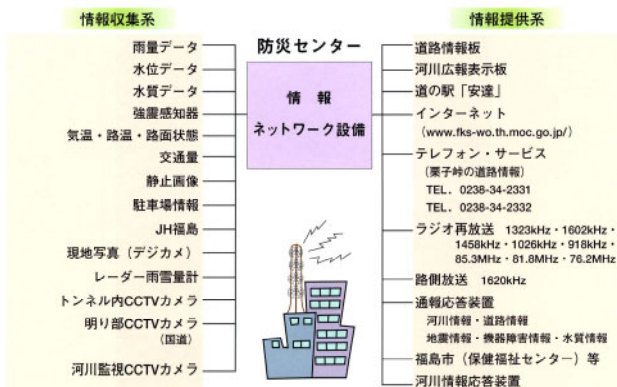 情報収集系
雨量データ
水位データ
水質データ
強震感知器
気温・路温・路面状態
交通量
静止画像
駐車場情報
JH福島
現地写真（デジカメ）
レーダー雨雪量計
トンネル内CCTVカメラ
明り部CCTVカメラ
（国道）
河川監視CCTVカメラ
防災センター
情　報
ネットワーク設備
情報提供系
道路情報板
河川広報表示板
道の駅「安達」
インターネット
（www.fks-wo.th.moc.go.jp/）
テレフォン・サービス
（栗子峠の道路情報）
TEL．0238-34-2331
TEL．0238-34-2332
ラジオ再放送　1323kHz・1602kHz・
1458kHz・1026kHz・918kHz・
85.3MHz・81.8MHz・76.2MHz
路側放送　1620kHz
通報応答装置
河川情報・道路情報
地震情報・機器障害情報・水質情報
福島市（保健福祉センター）等
河川情報応答装置